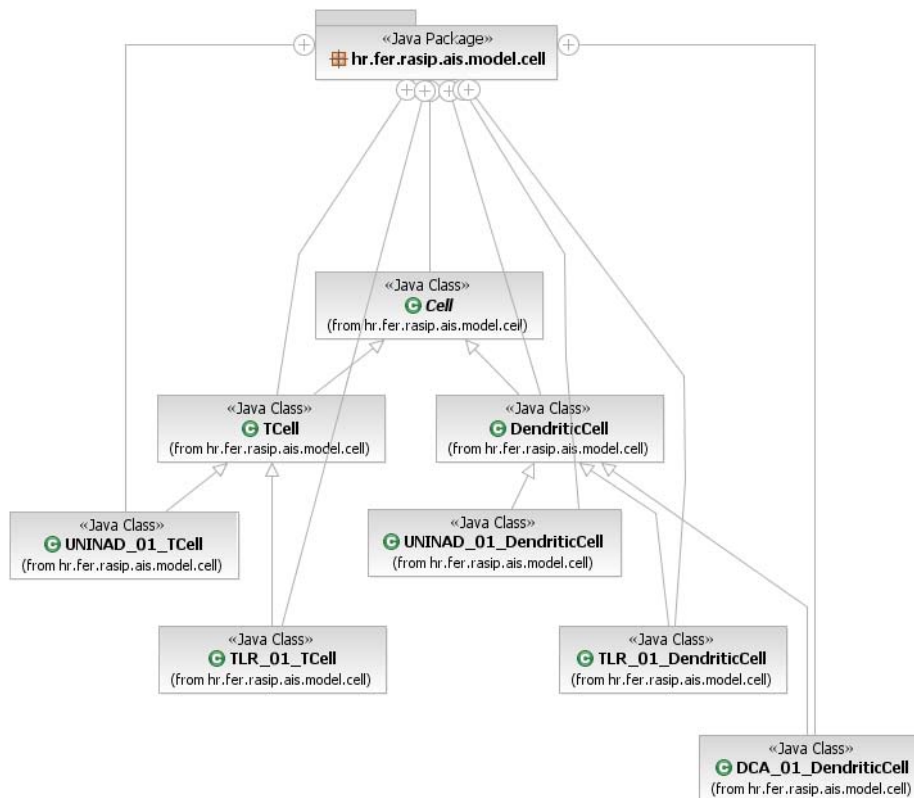 «Java Package»
hr.fer.rasip.ais.model.cell
«Java Class»
Cell
(from hr.fer.rasip.ais.model.cell)
«Java Class»
TCell
(from hr.fer.rasip.ais.model.cell)
«Java Class»
DendriticCell
(from hr.fer.rasip.ais.model.cell)
«Java Class»
UNINAD_01_TCell
(from hr.fer.rasip.ais.model.cell)
«Java Class»
UNINAD_01_DendriticCell
(from hr.fer.rasip.ais.model.cell)
«Java Class»
TLR_01_TCell
(from hr.fer.rasip.ais.model.cell)
«Java Class»
TLR_01_DendriticCell
(from hr.fer.rasip.ais.model.cell)
«Java Class»
DCA_01_DendriticCell
(from hr.fer.rasip.ais.model.cell)